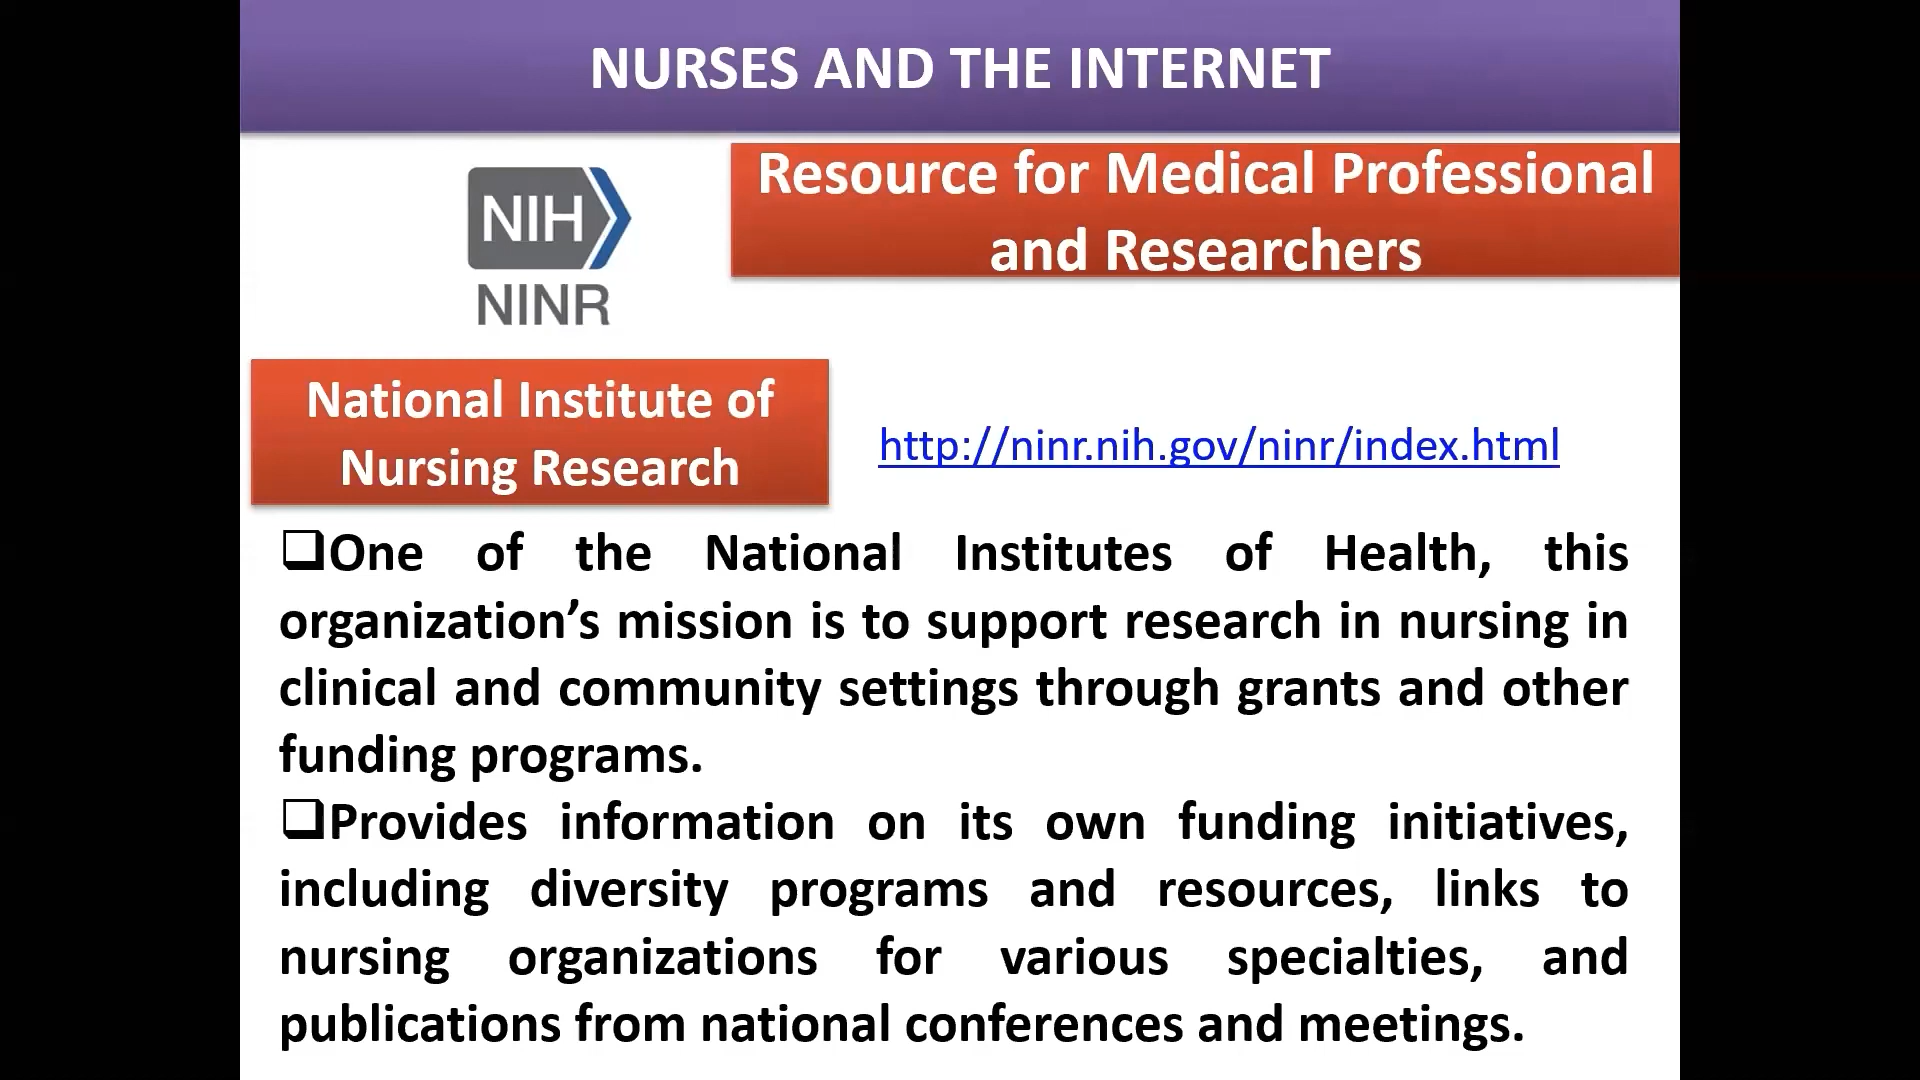 NURSES AND THE INTERNET
NIH
NINR
Resource for Medical Professional
and Researchers
National Institute of
Nursing Research
http://ninr.nih.gov/ninr/index.html
❑One of the National Institutes of Health, this
organization’s mission is to support research in nursing in
clinical and community settings through grants and other
funding programs.
❑Provides information on its own funding initiatives,
including diversity programs and resources, links to
nursing organizations for various specialties, and
publications from national conferences and meetings.